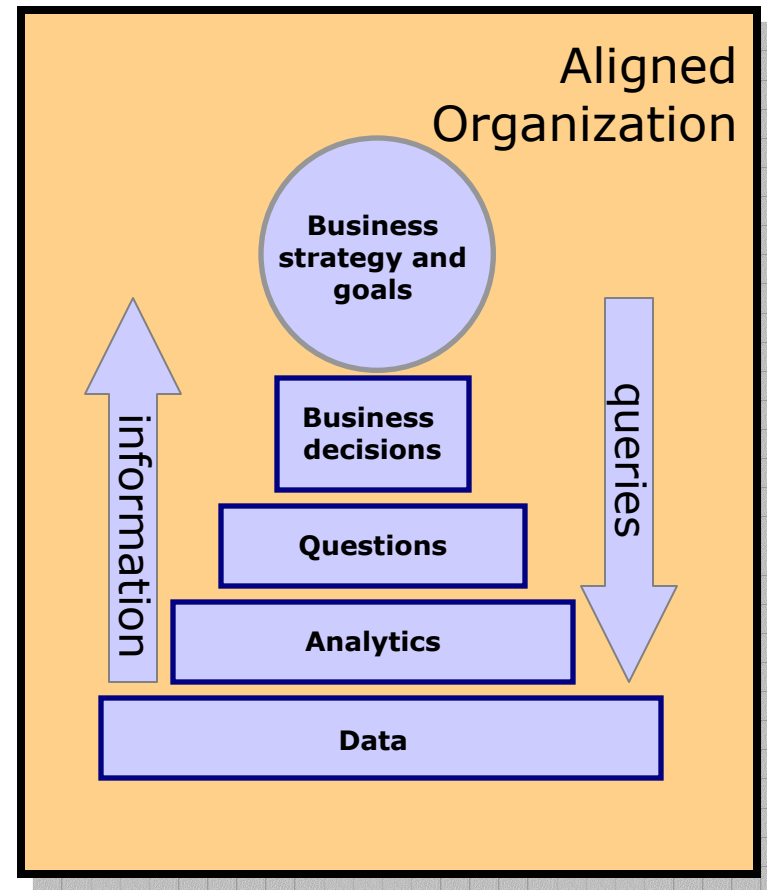 Aligned
Organization
Business
strategy and
goals
information
queries
Business
decisions
Questions
Analytics
Data